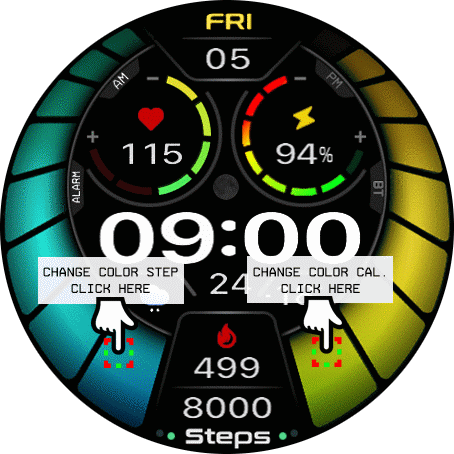 FRI
05
AM
PM
115
94%
ALARM
BT
09:00
24
CHANGE COLOR STEP
CLICK HERE
CHANGE COLOR CAL.
CLICK HERE
499
8000
Steps